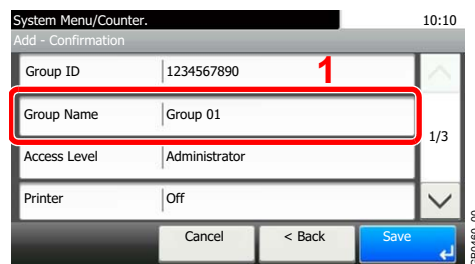 System Menu/Counter. 10:10
Add - Confirmation
Group ID 1234567890 1
Group Name Group 01
1/3
Access Level Administrator
Printer Off
Cancel < Back Save